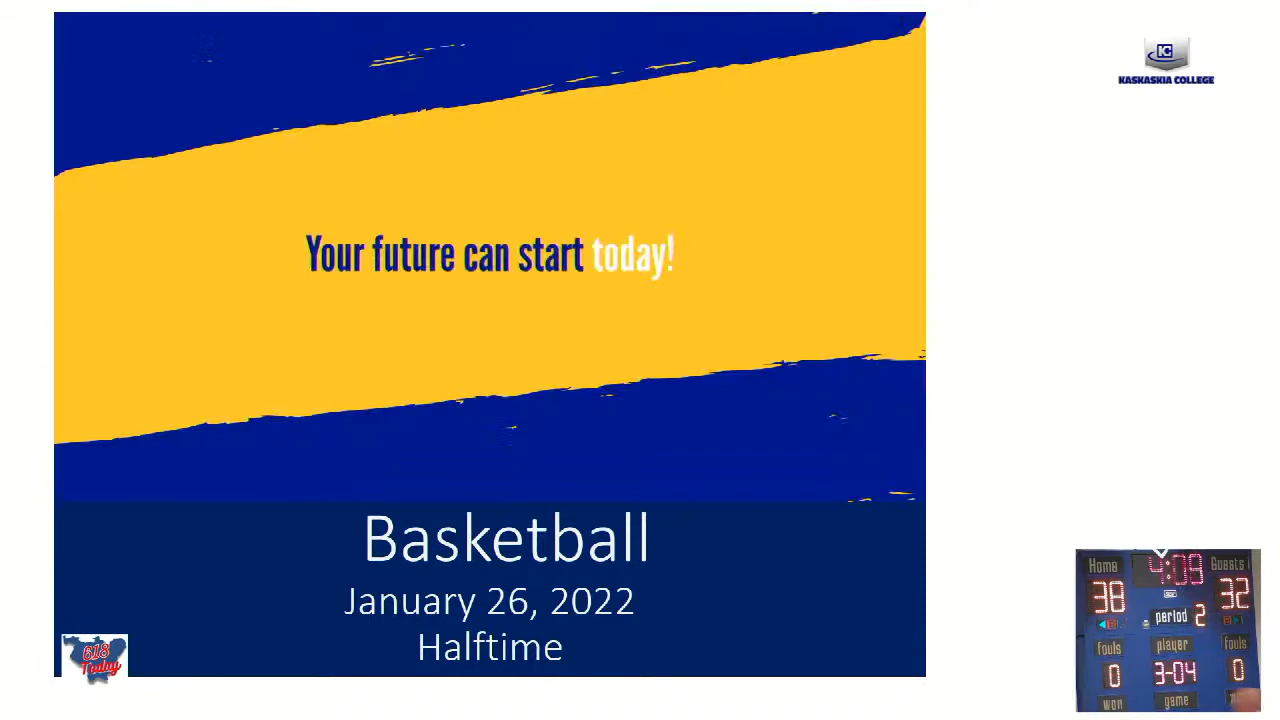 KC
KASKASKIA COLLEGE
Your future can start today!
Basketball
January 26, 2022
Halftime
618
Today
Home 4:09 Guests
38 32
period 2
fouls player fouls
0 3-04 0
won game